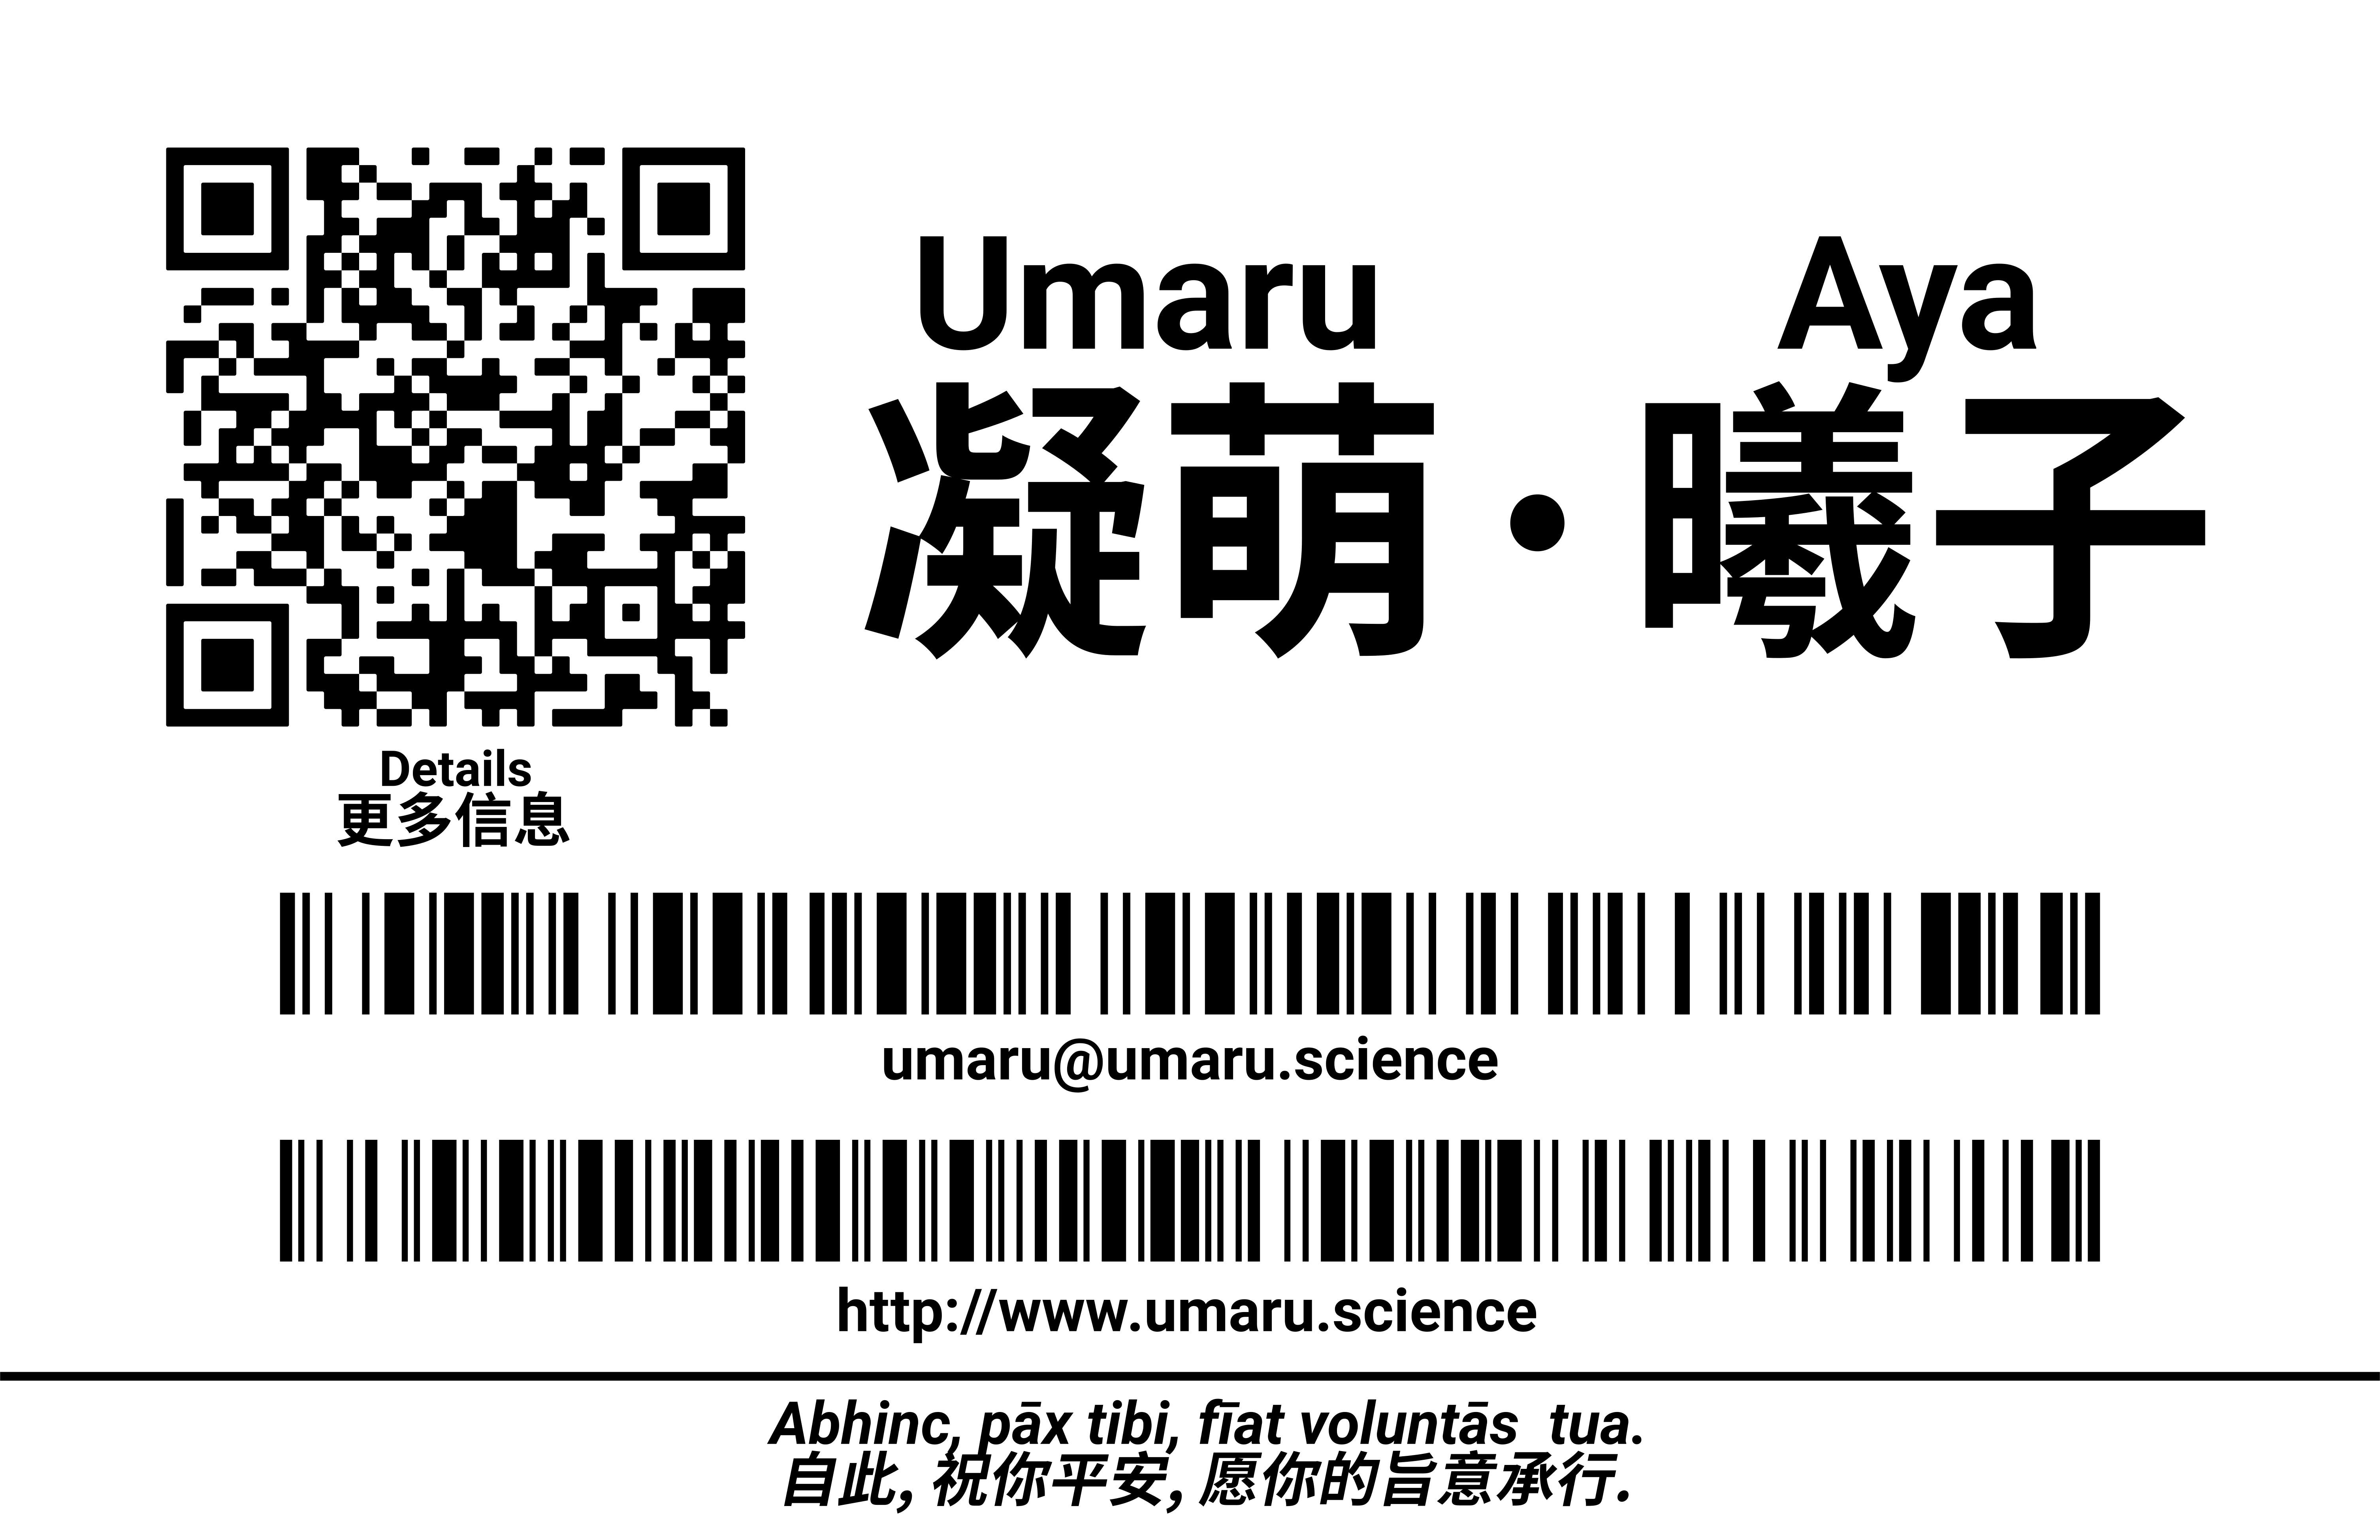 Umaru Aya
凝萌·曦子
Details
更多信息
umaru@umaru.science
http://www.umaru.science
Abhinc, pāx tibi, fīat voluntās tua.
自此, 祝你平安, 愿你的旨意承行.